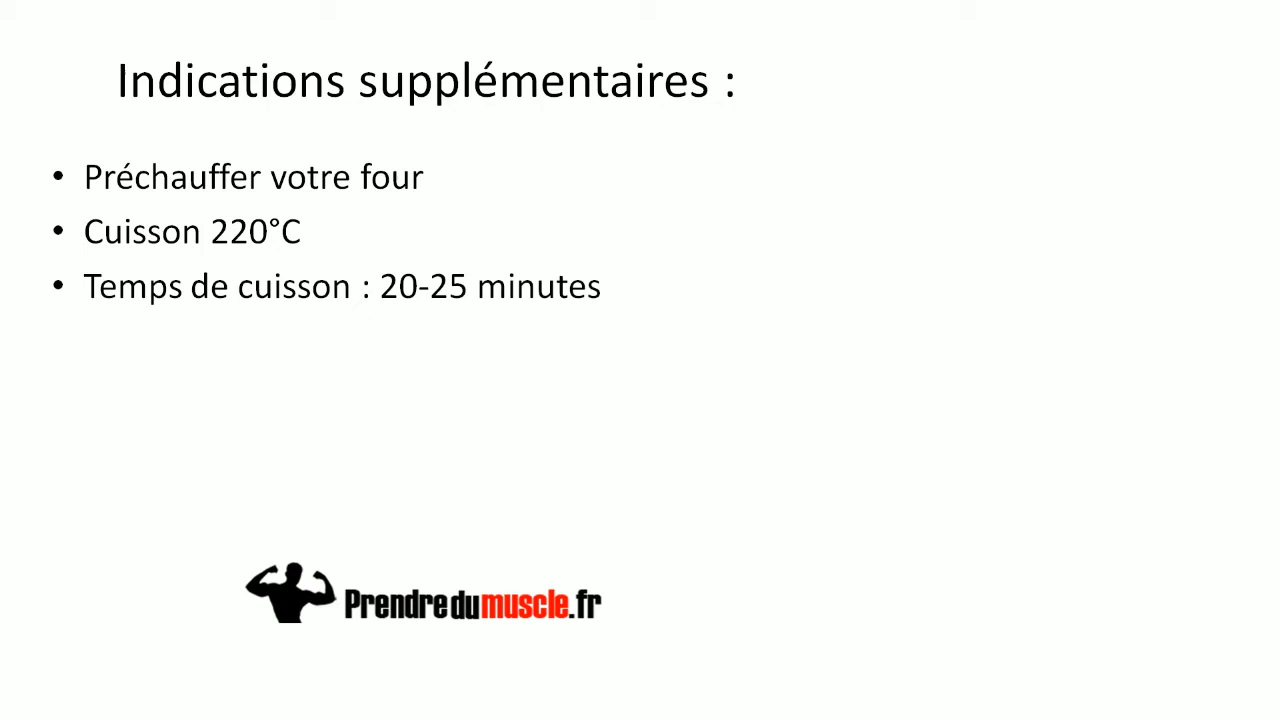 Indications supplémentaires :
• Préchauffer votre four
• Cuisson 220°C
• Temps de cuisson : 20-25 minutes
Prendredumuscle.fr